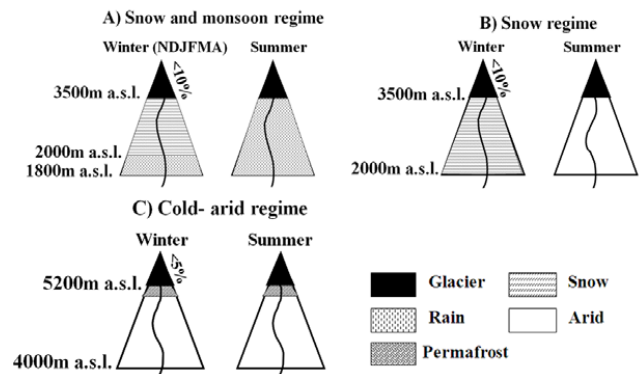 A) Snow and monsoon regime
Winter (NDJFMA) Summer
<10%
3500m a.s.l.
2000m a.s.l.
1800m a.s.l.
B) Snow regime
Winter Summer
<10%
3500m a.s.l.
2000m a.s.l.
C) Cold- arid regime
Winter Summer
<5%
5200m a.s.l.
4000m a.s.l.
Glacier Snow
Rain Arid
Permafrost